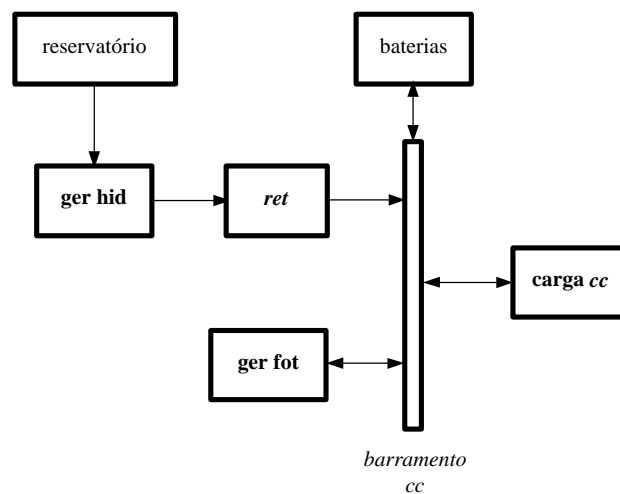 reservatório
baterias
ger hid
ret
carga cc
ger fot
barramento
cc